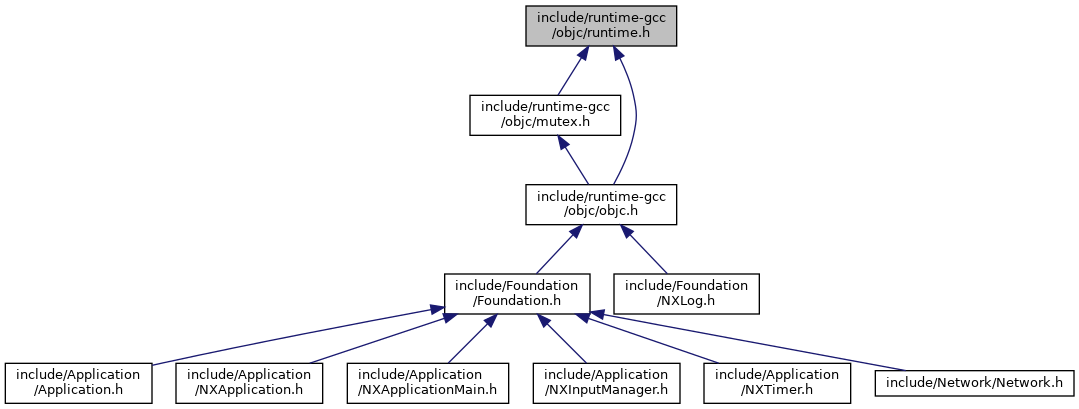 include/runtime-gcc
/objc/runtime.h
include/runtime-gcc
/objc/mutex.h
include/runtime-gcc
/objc/objc.h
include/Foundation
/Foundation.h
include/Foundation
/NXLog.h
include/Application
/Application.h
include/Application
/NXApplication.h
include/Application
/NXApplicationMain.h
include/Application
/NXInputManager.h
include/Application
/NXTimer.h
include/Network/Network.h